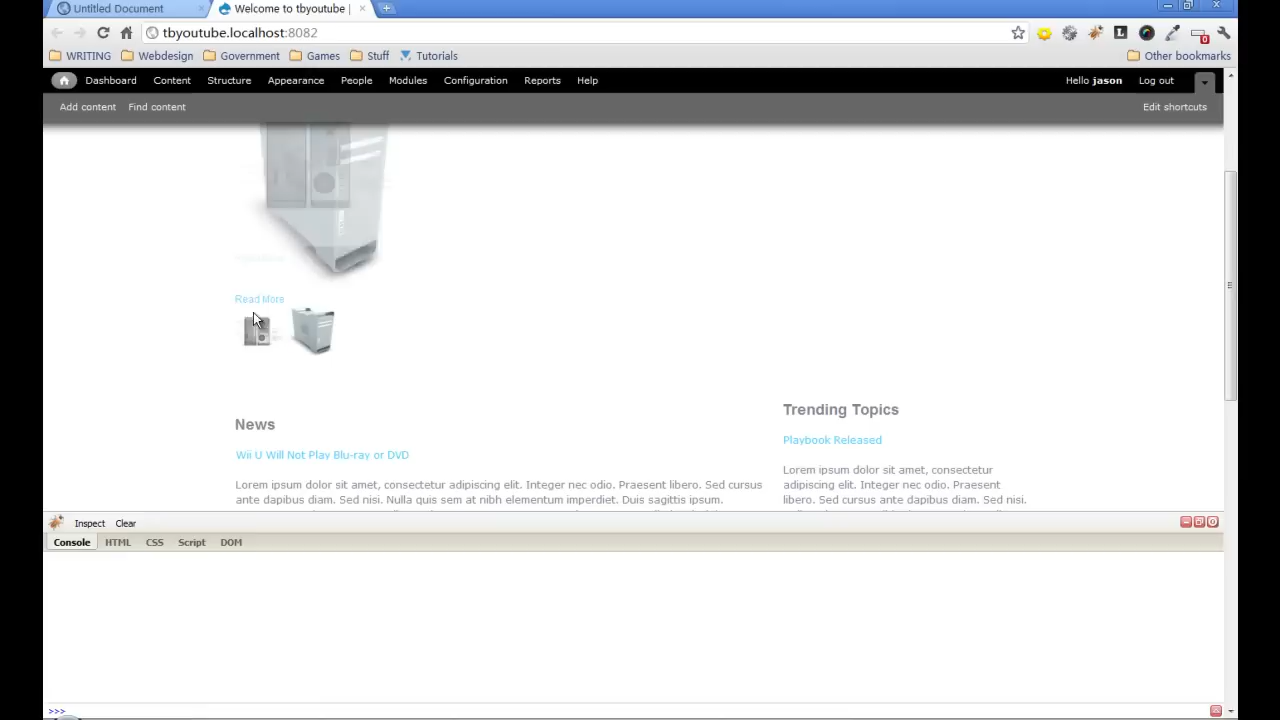 Untitled Document
Welcome to tbyoutube |
tbyoutube.localhost:8082
WRITING Webdesign Government Games Stuff Tutorials Other bookmarks
Dashboard Content Structure Appearance People Modules Configuration Reports Help Hello jason Log out
Add content Find content Edit shortcuts
Read More
News
Wii U Will Not Play Blu-ray or DVD
Lorem ipsum dolor sit amet, consectetur adipiscing elit. Integer nec odio. Praesent libero. Sed cursus
ante dapibus diam. Sed nisi. Nulla quis sem at nibh elementum imperdiet. Duis sagittis ipsum.
Trending Topics
Playbook Released
Lorem ipsum dolor sit amet, consectetur
adipiscing elit. Integer nec odio. Praesent
libero. Sed cursus ante dapibus diam. Sed nisi.
Inspect Clear
Console HTML CSS Script DOM
>>>